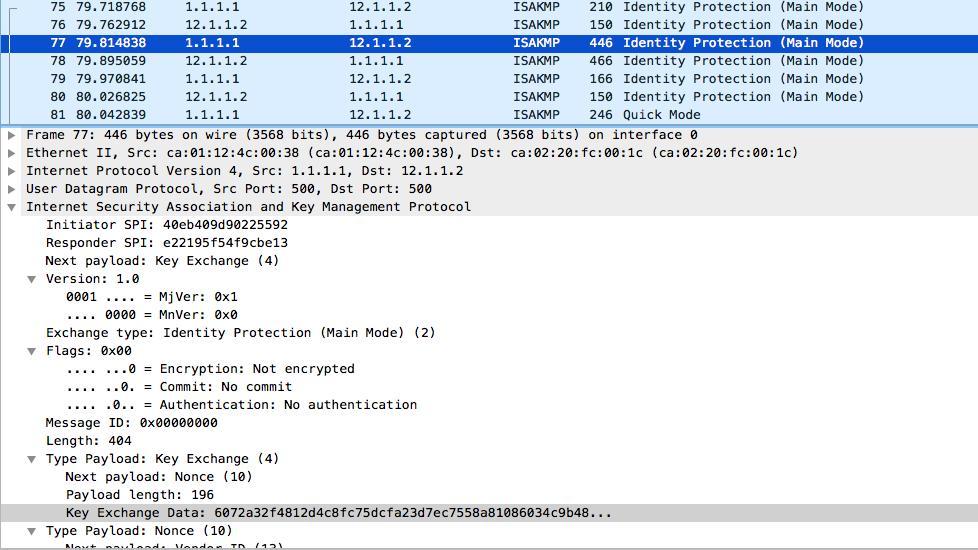 75 79.718768 1.1.1.1 12.1.1.2 ISAKMP 210 Identity Protection (Main Mode)
76 79.762912 12.1.1.2 1.1.1.1 ISAKMP 150 Identity Protection (Main Mode)
77 79.814838 1.1.1.1 12.1.1.2 ISAKMP 446 Identity Protection (Main Mode)
78 79.895059 12.1.1.2 1.1.1.1 ISAKMP 466 Identity Protection (Main Mode)
79 79.970841 1.1.1.1 12.1.1.2 ISAKMP 166 Identity Protection (Main Mode)
80 80.026825 12.1.1.2 1.1.1.1 ISAKMP 150 Identity Protection (Main Mode)
81 80.042839 1.1.1.1 12.1.1.2 ISAKMP 246 Quick Mode
Frame 77: 446 bytes on wire (3568 bits), 446 bytes captured (3568 bits) on interface 0
Ethernet II, Src: ca:01:12:4c:00:38 (ca:01:12:4c:00:38), Dst: ca:02:20:fc:00:1c (ca:02:20:fc:00:1c)
Internet Protocol Version 4, Src: 1.1.1.1, Dst: 12.1.1.2
User Datagram Protocol, Src Port: 500, Dst Port: 500
Internet Security Association and Key Management Protocol
Initiator SPI: 40eb409d90225592
Responder SPI: e22195f54f9cbe13
Next payload: Key Exchange (4)
Version: 1.0
0001 .... = MjVer: 0x1
.... 0000 = MnVer: 0x0
Exchange type: Identity Protection (Main Mode) (2)
Flags: 0x00
.... ...0 = Encryption: Not encrypted
.... ..0. = Commit: No commit
.... .0.. = Authentication: No authentication
Message ID: 0x00000000
Length: 404
Type Payload: Key Exchange (4)
Next payload: Nonce (10)
Payload length: 196
Key Exchange Data: 6072a32f4812d4c8fc75dcfa23d7ec7558a81086034c9b48...
Type Payload: Nonce (10)
Next payload: Vendor ID (13)